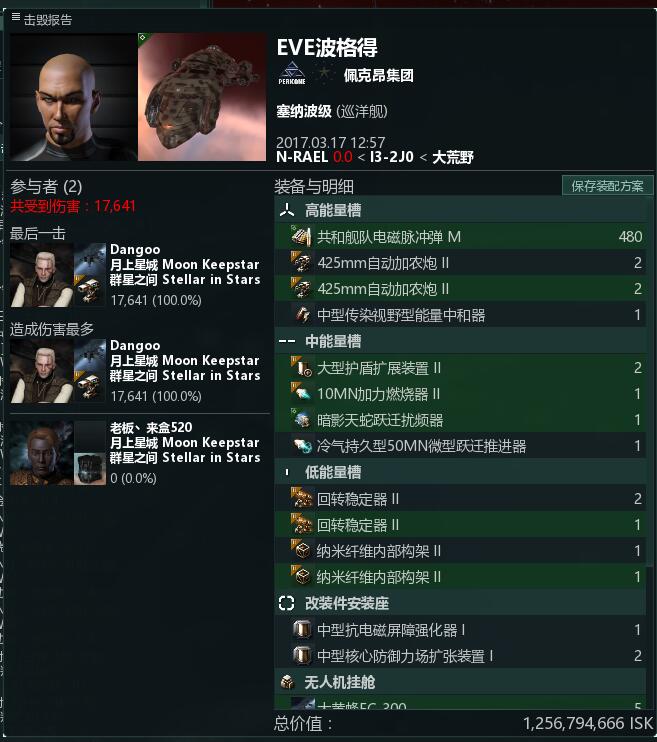 击毁报告
EVE波格得
PERKONE
佩克昂集团
塞纳波级 (巡洋舰)
2017.03.17 12:57
N-RAEL 0.0 < I3-2J0 < 大荒野
参与者 (2)
共受到伤害：17,641
最后一击
Dangoo
月上星城 Moon Keepstar
群星之间 Stellar in Stars
17,641 (100.0%)
造成伤害最多
Dangoo
月上星城 Moon Keepstar
群星之间 Stellar in Stars
17,641 (100.0%)
老板丶来盒520
月上星城 Moon Keepstar
群星之间 Stellar in Stars
0 (0.0%)
装备与明细
保存装配方案
高能量槽
共和舰队电磁脉冲弹 M 480
425mm自动加农炮 II 2
425mm自动加农炮 II 2
中型传染视野型能量中和器 1
中能量槽
大型护盾扩展装置 II 2
10MN加力燃烧器 II 1
暗影天蛇跃迁扰频器 1
冷气持久型50MN微型跃迁推进器 1
低能量槽
回转稳定器 II 2
回转稳定器 II 1
纳米纤维内部构架 II 1
纳米纤维内部构架 II 1
改装件安装座
中型抗电磁屏障强化器 I 1
中型核心防御力场扩张装置 I 2
无人机挂舱
大黄蜂EC-300 5
总价值： 1,256,794,666 ISK